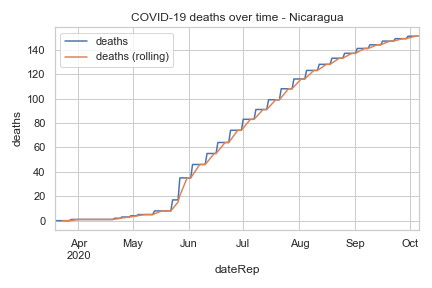 COVID-19 deaths over time - Nicaragua
deaths
deaths (rolling)
140
120
100
80
60
40
20
0
deaths
Apr
2020
May
Jun
Jul
Aug
Sep
Oct
dateRep